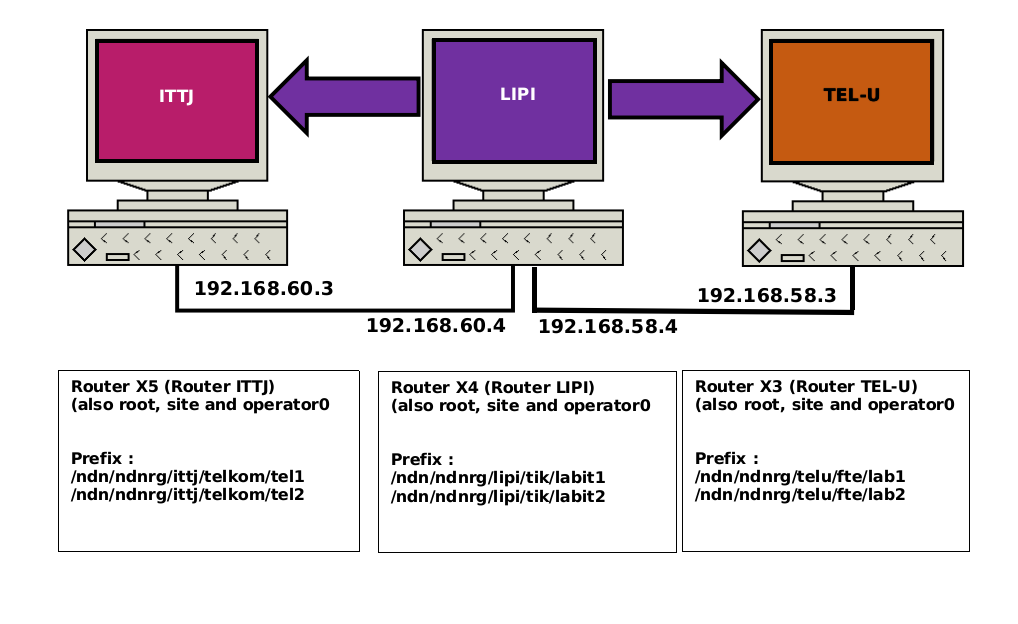 ITTJ
LIPI
TEL-U
192.168.60.3
192.168.60.4
192.168.58.4
192.168.58.3
Router X5 (Router ITTJ)
(also root, site and operator0
Prefix :
/ndn/ndnrg/ittj/telkom/tel1
/ndn/ndnrg/ittj/telkom/tel2
Router X4 (Router LIPI)
(also root, site and operator0
Prefix :
/ndn/ndnrg/lipi/tik/labit1
/ndn/ndnrg/lipi/tik/labit2
Router X3 (Router TEL-U)
(also root, site and operator0
Prefix :
/ndn/ndnrg/telu/fte/lab1
/ndn/ndnrg/telu/fte/lab2